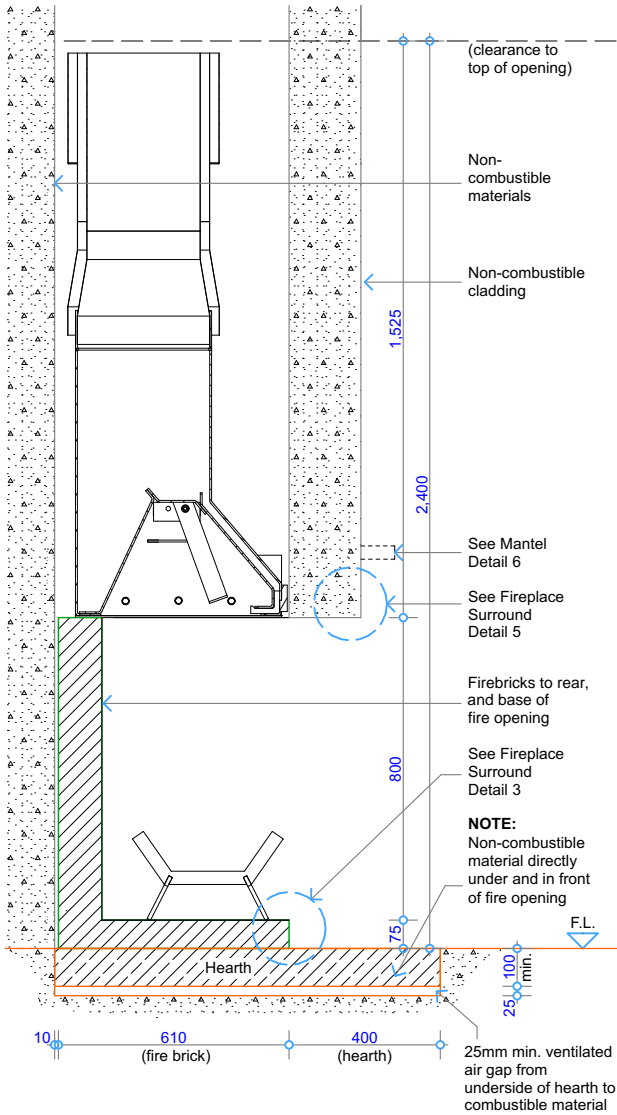 (clearance to
top of opening)
Non-
combustible
materials
Non-combustible
cladding
1,525
2,400
See Mantel
Detail 6
See Fireplace
Surround
Detail 5
Firebricks to rear,
and base of
fire opening
800
See Fireplace
Surround
Detail 3
NOTE:
Non-combustible
material directly
under and in front
of fire opening
75
F.L.
Hearth
100
min.
25
10
610
(fire brick)
400
(hearth)
25mm min. ventilated
air gap from
underside of hearth to
combustible material